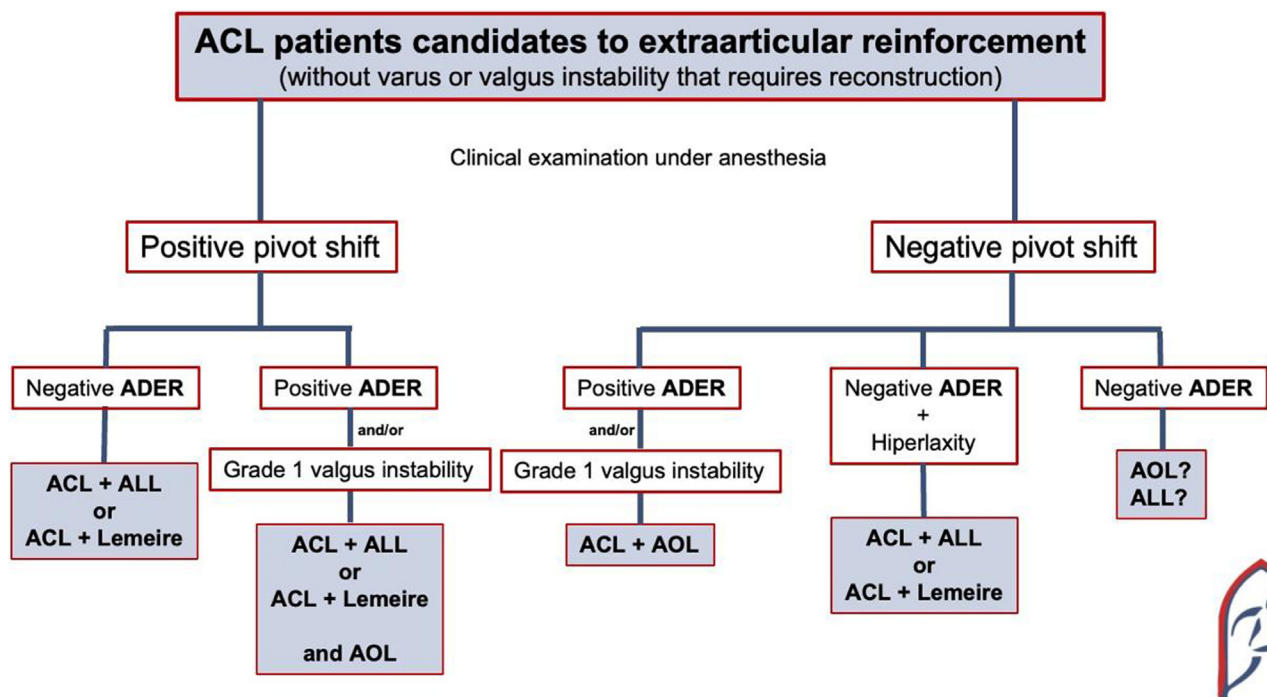 ACL patients candidates to extraarticular reinforcement
(without varus or valgus instability that requires reconstruction)
Clinical examination under anesthesia
Positive pivot shift
Negative pivot shift
Negative ADER
ACL + ALL
or
ACL + Lemeire
Positive ADER
and/or
Grade 1 valgus instability
ACL + ALL
or
ACL + Lemeire
and AOL
Positive ADER
and/or
Grade 1 valgus instability
ACL + AOL
Negative ADER
+
Hiperlaxity
ACL + ALL
or
ACL + Lemeire
Negative ADER
AOL?
ALL?